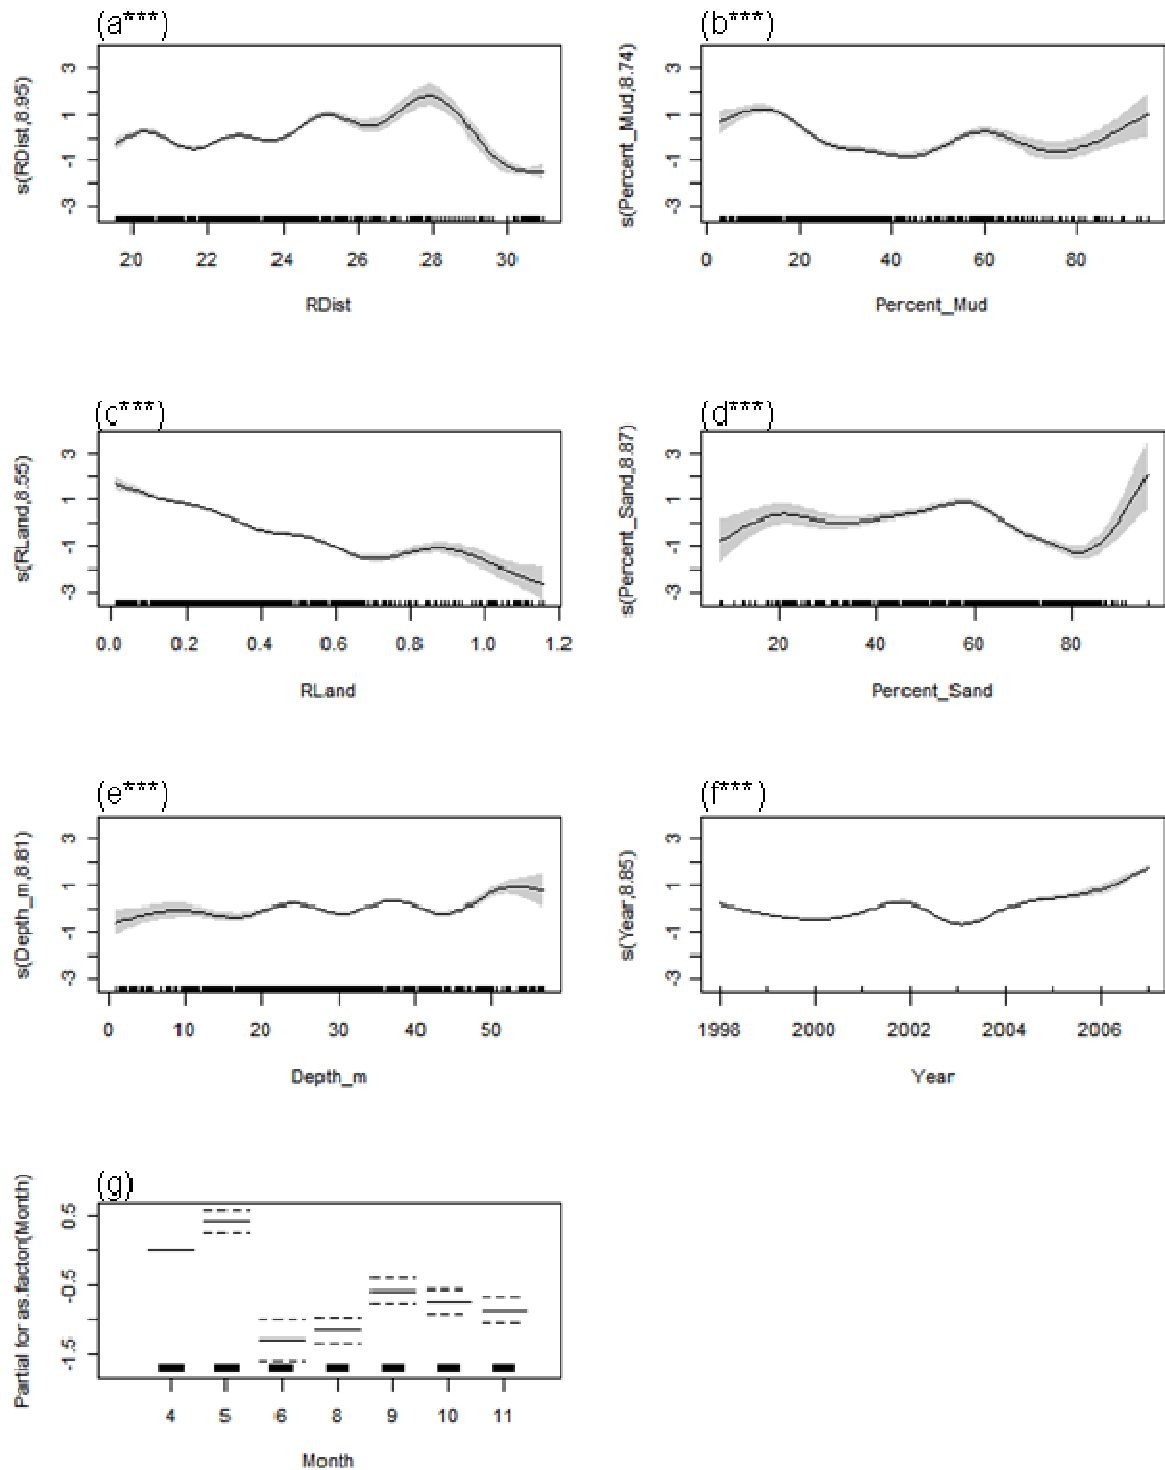 (a***)
s(RDist,8.95)
3
1
-1
-3
20 22 24 26 28 30
RDist
(b***)
s(Percent_Mud,8.74)
3
1
-1
-3
0 20 40 60 80
Percent_Mud
(c***)
s(RLand,8.55)
3
1
-1
-3
0.0 0.2 0.4 0.6 0.8 1.0 1.2
RLand
(d***)
s(Percent_Sand,8.87)
3
1
-1
-3
20 40 60 80
Percent_Sand
(e***)
s(Depth_m,8.81)
3
1
-1
-3
0 10 20 30 40 50
Depth_m
(f***)
s(Year,8.85)
3
1
-1
-3
1998 2000 2002 2004 2006
Year
(g)
Partial for as.factor(Month)
0.5
-0.5
-1.5
4 5 6 8 9 10 11
Month